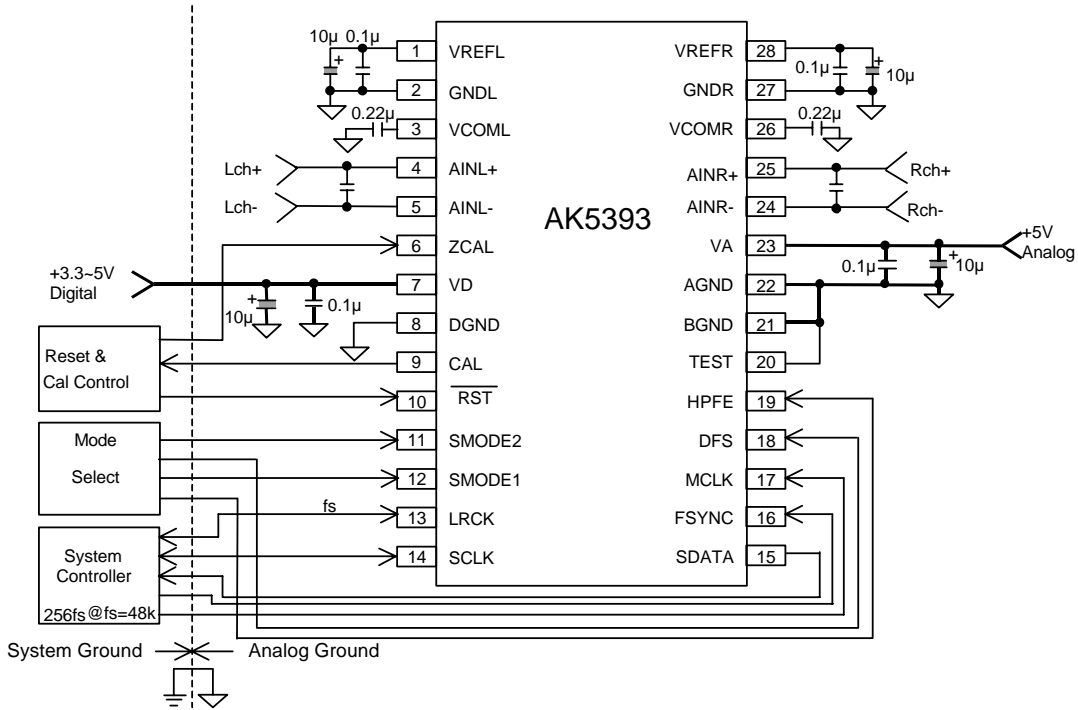 10µ 0.1µ
1 VREFL
+
2 GNDL
0.22µ
3 VCOML
Lch+
4 AINL+
Lch-
5 AINL-
6 ZCAL
+3.3~5V
Digital
7 VD
+
10µ
0.1µ
8 DGND
Reset &
Cal Control
9 CAL
10 RST
Mode
Select
11 SMODE2
12 SMODE1
fs
13 LRCK
14 SCLK
System
Controller
256fs@fs=48k
System Ground
Analog Ground
AK5393
VREFR 28
0.1µ
+
10µ
GNDR 27
0.22µ
VCOMR 26
AINR+ 25
Rch+
AINR- 24
Rch-
VA 23
+5V
Analog
0.1µ
+
10µ
AGND 22
BGND 21
TEST 20
HPFE 19
DFS 18
MCLK 17
FSYNC 16
SDATA 15